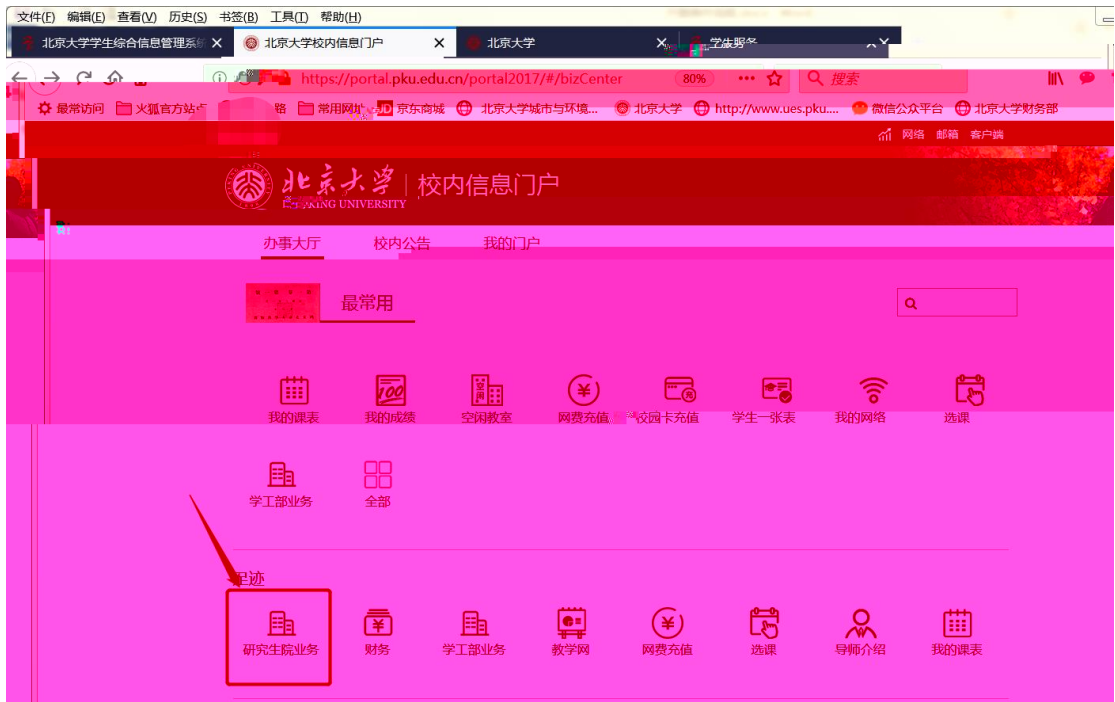 文件(F) 编辑(E) 查看(V) 历史(S) 书签(B) 工具(T) 帮助(H)
北京大学学生综合信息管理系统 × 北京大学校内信息门户 × 北京大学 ×
https://portal.pku.edu.cn/portal2017/#/bizCenter 80% 搜索
最常访问 火狐官方站点 常用网址 JD 京东商城 北京大学城市与环境... 北京大学 http://www.ues.pku.... 微信公众平台 北京大学财务部
网络 邮箱 客户端
北京大学 校内信息门户
PEKING UNIVERSITY
办事大厅 校内公告 我的门户
最常用
我的课表 我的成绩 空闲教室 网费充值 校园卡充值 学生一张表 我的网络 选课
学工部业务 全部
足迹
研究生院业务 财务 学工部业务 教学网 网费充值 选课 导师介绍 我的课表